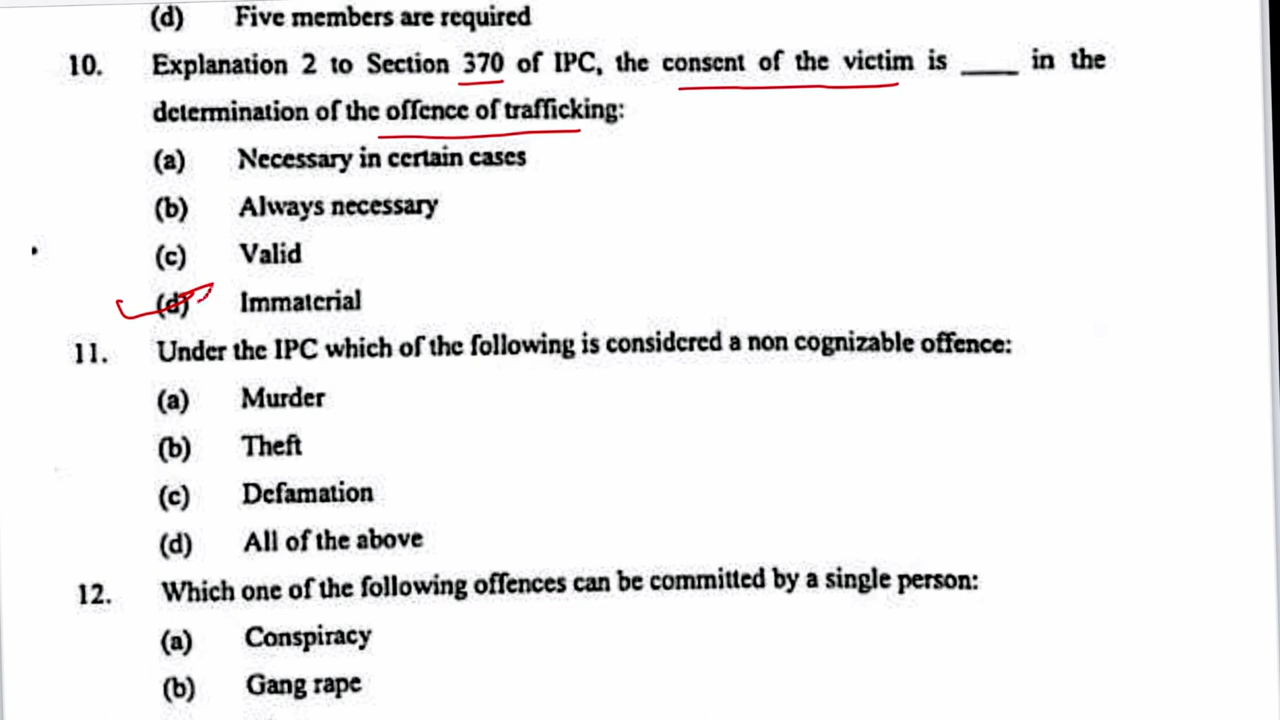 (d) Five members are required
10. Explanation 2 to Section 370 of IPC, the consent of the victim is ____ in the
determination of the offence of trafficking:
(a) Necessary in certain cases
(b) Always necessary
(c) Valid
(d) Immaterial
11. Under the IPC which of the following is considered a non cognizable offence:
(a) Murder
(b) Theft
(c) Defamation
(d) All of the above
12. Which one of the following offences can be committed by a single person:
(a) Conspiracy
(b) Gang rape